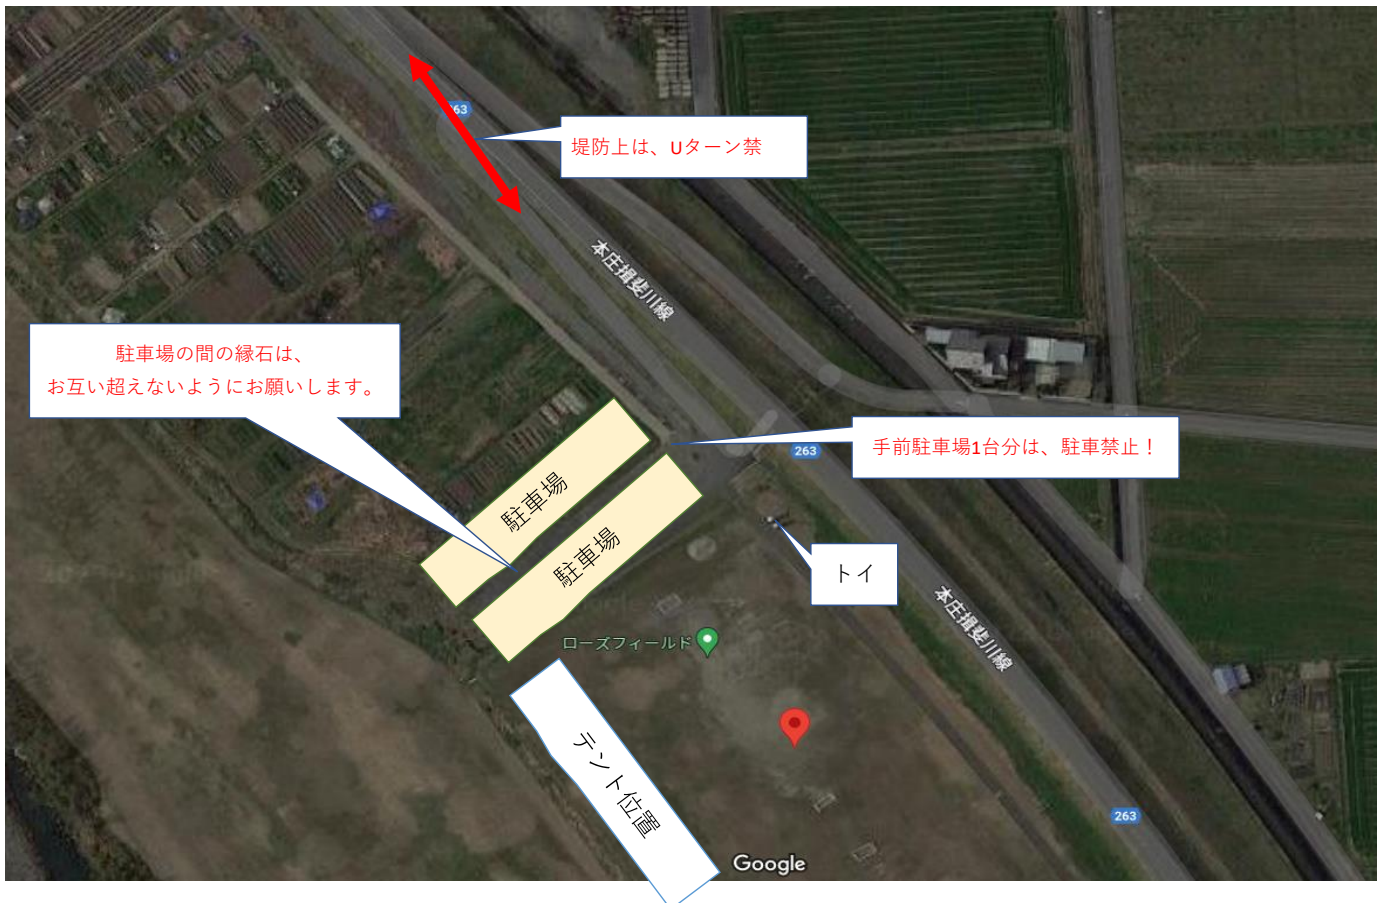 63
堤防上は、Uターン禁
本庄揖斐川線
駐車場の間の縁石は、
お互い超えないようにお願いします。
263
手前駐車場1台分は、駐車禁止！
駐車場
駐車場
トイ
本庄揖斐川線
ローズフィールド
テント位置
263
Google